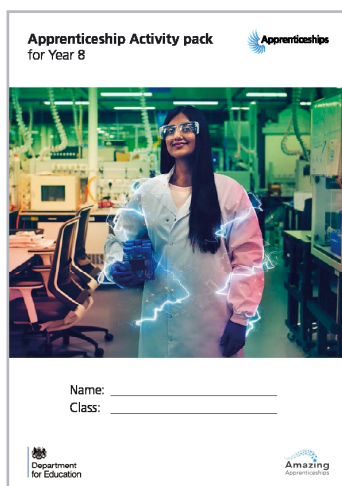 Apprenticeship Activity pack
for Year 8
Apprenticeships
Name:
Class:
Department
for Education
Amazing
Apprenticeships